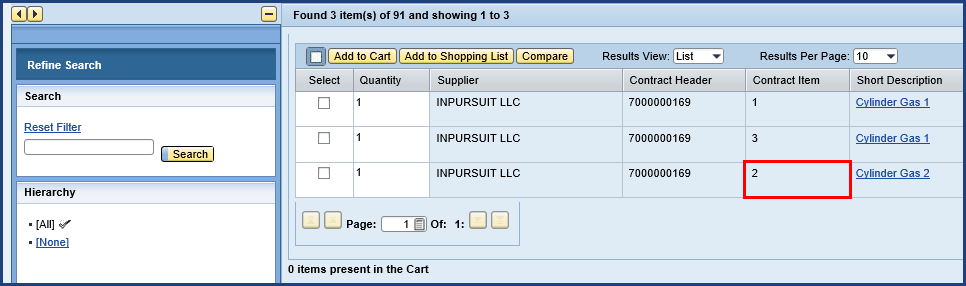 Found 3 item(s) of 91 and showing 1 to 3
Refine Search
Search
Reset Filter
Search
Hierarchy
[All]
[None]
Add to Cart Add to Shopping List Compare Results View: List Results Per Page: 10
Select Quantity Supplier Contract Header Contract Item Short Description
1 INPURSUIT LLC 7000000169 1 Cylinder Gas 1
1 INPURSUIT LLC 7000000169 3 Cylinder Gas 1
1 INPURSUIT LLC 7000000169 2 Cylinder Gas 2
Page: 1 Of: 1:
0 items present in the Cart